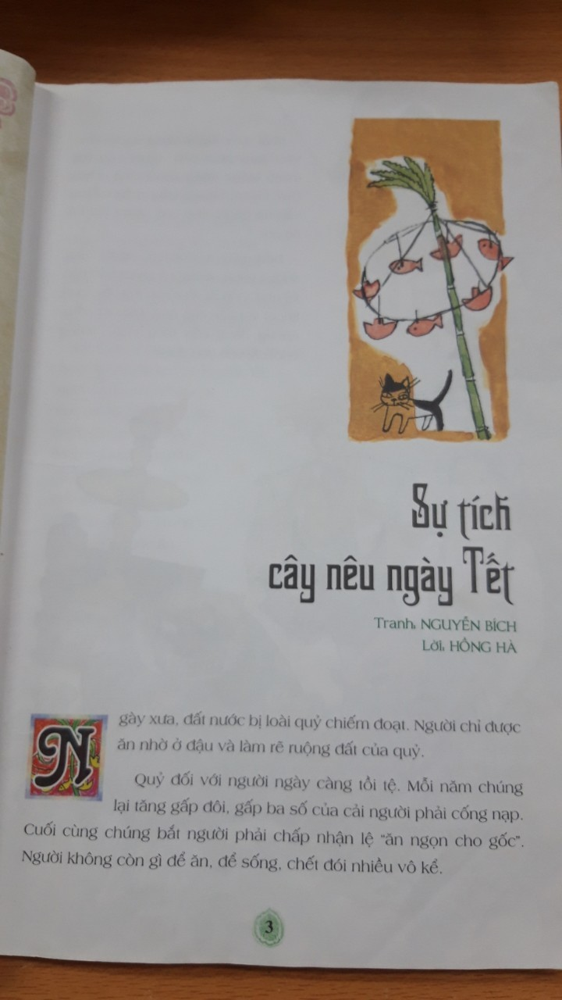 Sự tích
cây nêu ngày Tết
Tranh: NGUYỄN BÍCH
Lời: HỒNG HÀ
Ngày xưa, đất nước bị loài quỷ chiếm đoạt. Người chỉ được
ăn nhờ ở đậu và làm rẽ ruộng đất của quỷ.
Quỷ đối với người ngày càng tồi tệ. Mỗi năm chúng
lại tăng gấp đôi, gấp ba số của cải người phải cống nạp.
Cuối cùng chúng bắt người phải chấp nhận lệ "ăn ngọn cho gốc".
Người không còn gì để ăn, để sống, chết đói nhiều vô kể.
3